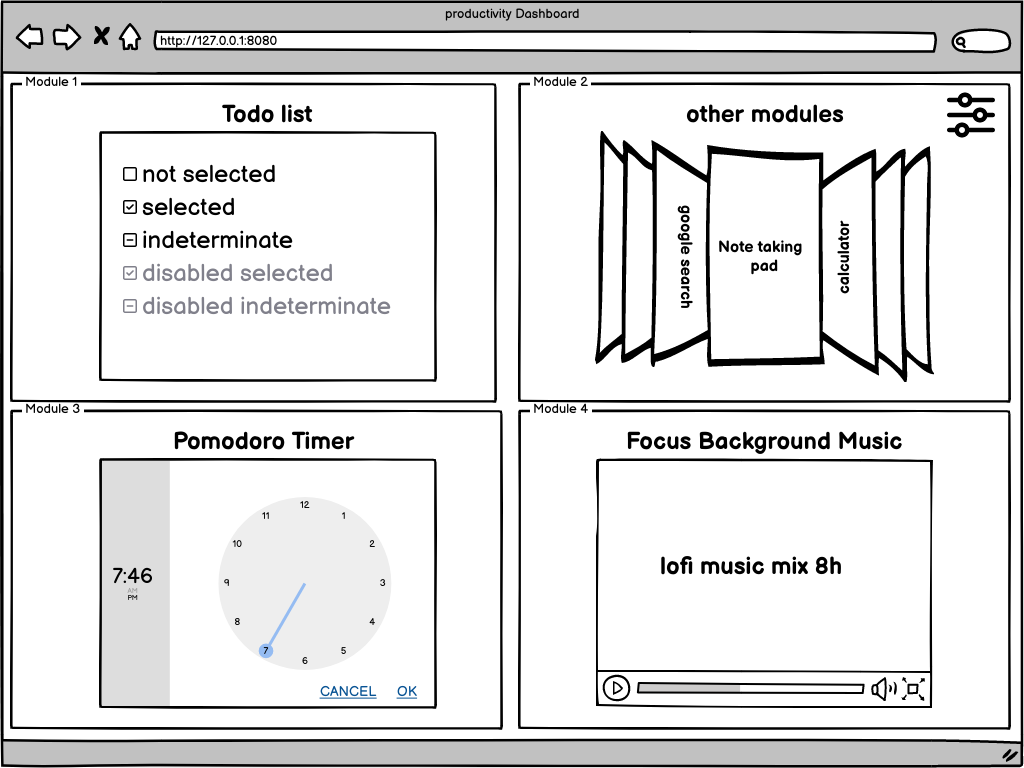 productivity Dashboard
http://127.0.0.1:8080
Module 1
Todo list
not selected
selected
indeterminate
disabled selected
disabled indeterminate
Module 2
other modules
google search
Note taking
pad
calculator
Module 3
Pomodoro Timer
7:46
AM
PM
12
1
2
3
4
5
6
7
8
9
10
11
CANCEL OK
Module 4
Focus Background Music
lofi music mix 8h